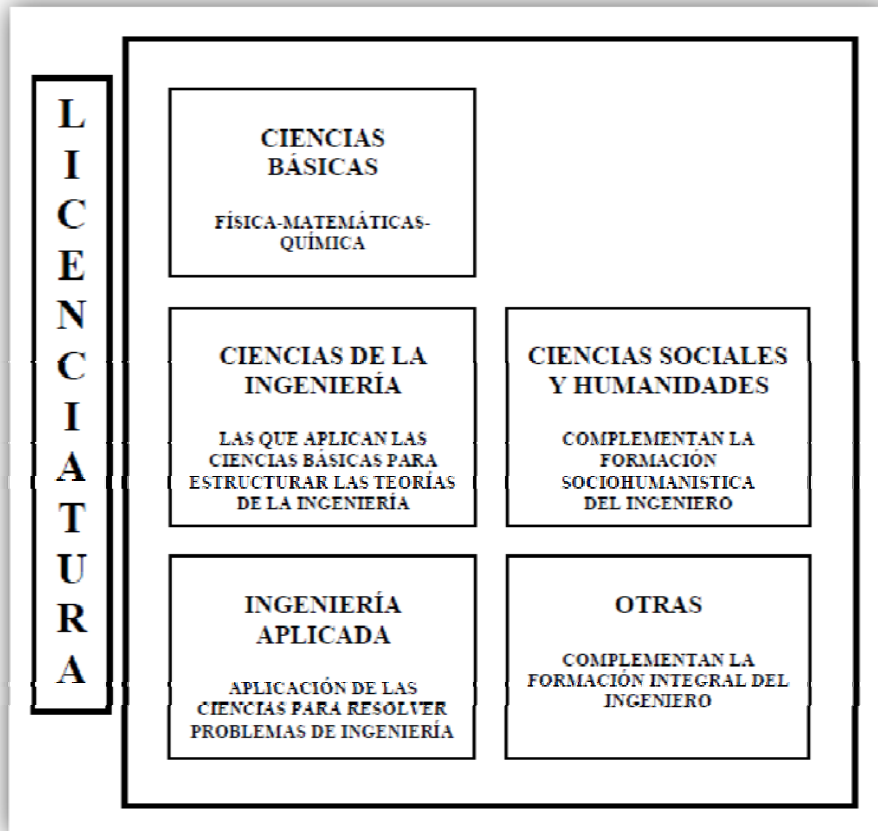 LICENCIATURA
CIENCIAS
BÁSICAS
FÍSICA-MATEMÁTICAS-
QUÍMICA
CIENCIAS DE LA
INGENIERÍA
LAS QUE APLICAN LAS
CIENCIAS BÁSICAS PARA
ESTRUCTURAR LAS TEORÍAS
DE LA INGENIERÍA
CIENCIAS SOCIALES
Y HUMANIDADES
COMPLEMENTAN LA
FORMACIÓN
SOCIOHUMANISTICA
DEL INGENIERO
INGENIERÍA
APLICADA
APLICACIÓN DE LAS
CIENCIAS PARA RESOLVER
PROBLEMAS DE INGENIERÍA
OTRAS
COMPLEMENTAN LA
FORMACIÓN INTEGRAL DEL
INGENIERO